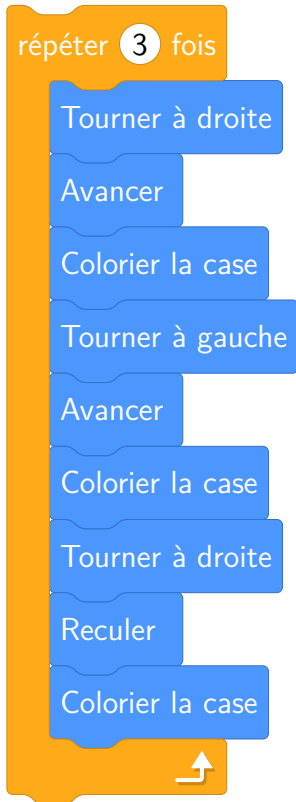 répéter 3 fois
Tourner à droite
Avancer
Colorier la case
Tourner à gauche
Avancer
Colorier la case
Tourner à droite
Reculer
Colorier la case